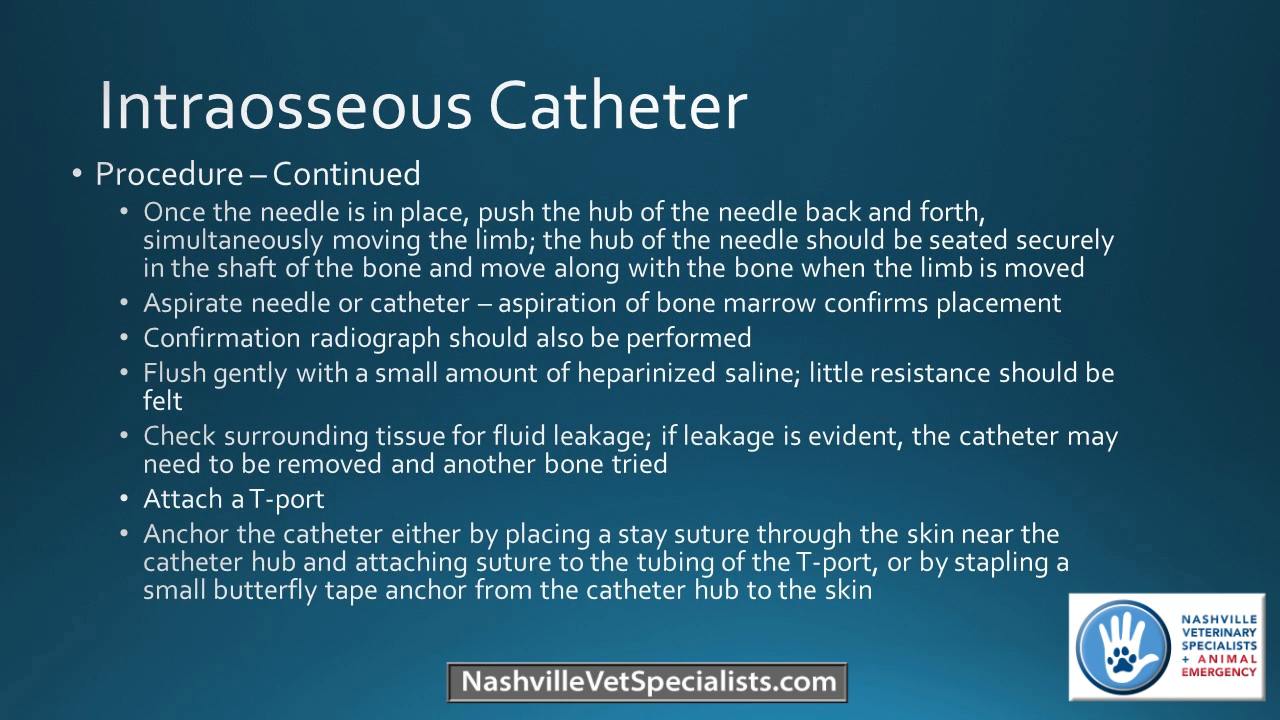 Intraosseous Catheter
• Procedure – Continued
• Once the needle is in place, push the hub of the needle back and forth,
simultaneously moving the limb; the hub of the needle should be seated securely
in the shaft of the bone and move along with the bone when the limb is moved
• Aspirate needle or catheter – aspiration of bone marrow confirms placement
• Confirmation radiograph should also be performed
• Flush gently with a small amount of heparinized saline; little resistance should be
felt
• Check surrounding tissue for fluid leakage; if leakage is evident, the catheter may
need to be removed and another bone tried
• Attach a T-port
• Anchor the catheter either by placing a stay suture through the skin near the
catheter hub and attaching suture to the tubing of the T-port, or by stapling a
small butterfly tape anchor from the catheter hub to the skin
NASHVILLE
VETERINARY
SPECIALISTS
+ ANIMAL
EMERGENCY
NashvilleVetSpecialists.com